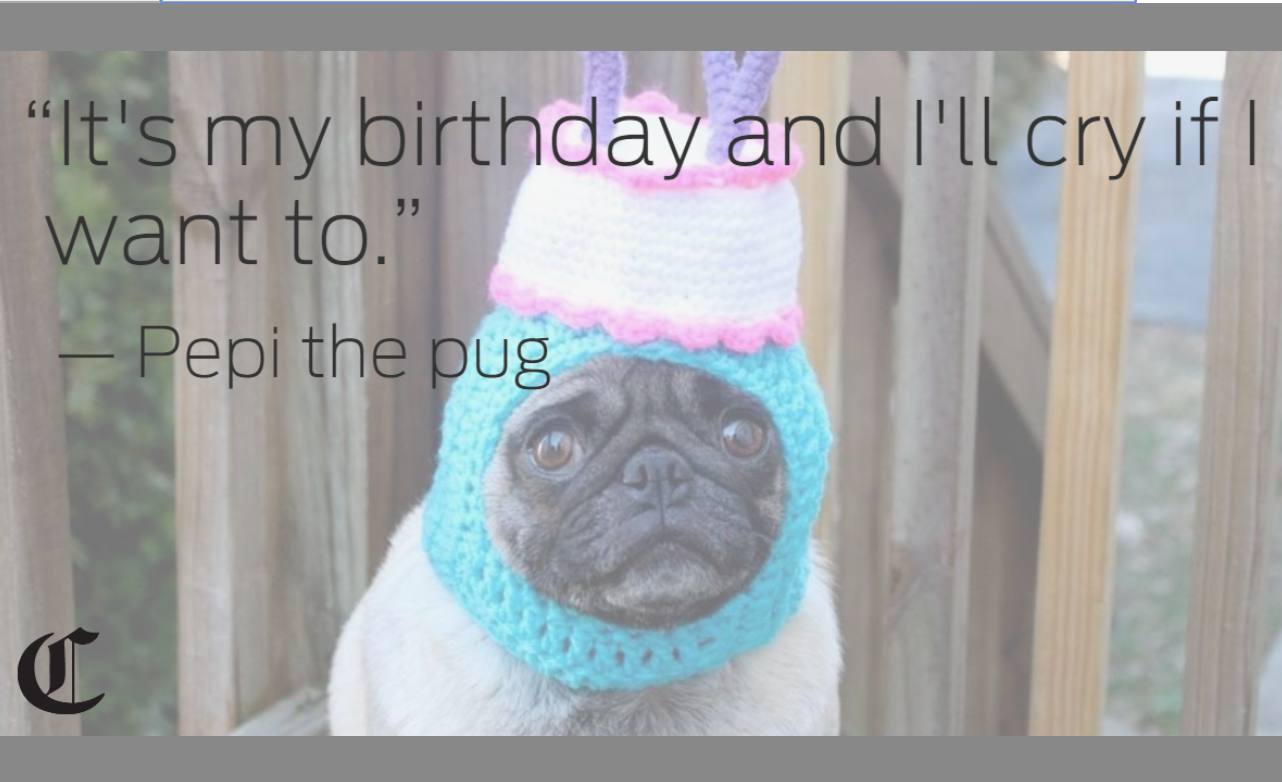 “It's my birthday and I'll cry if I
want to.”
— Pepi the pug
C